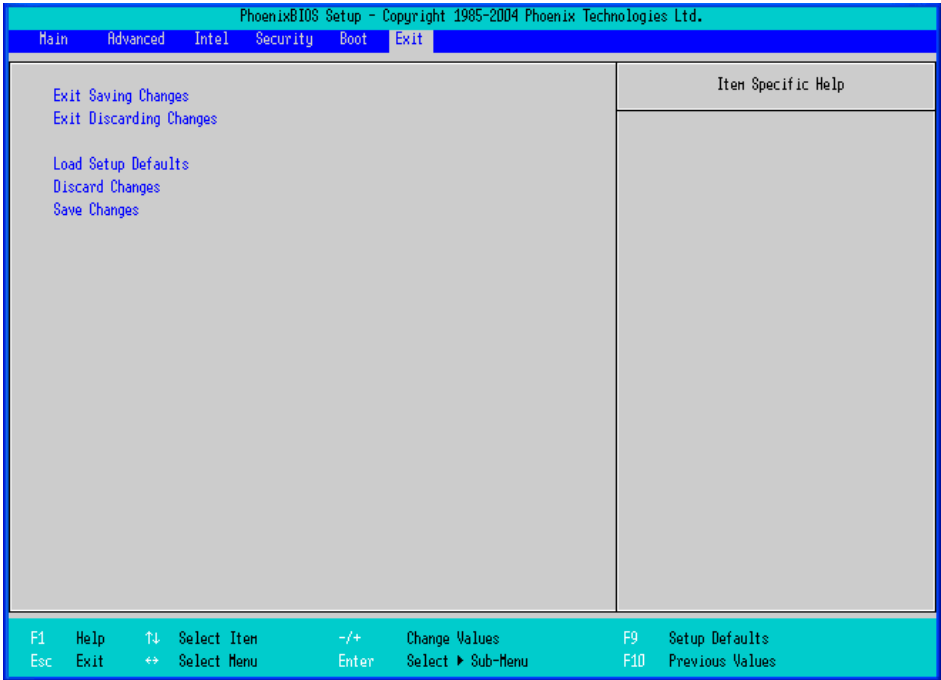 PhoenixBIOS Setup - Copyright 1985-2004 Phoenix Technologies Ltd.
Main Advanced Intel Security Boot Exit
Item Specific Help
Exit Saving Changes
Exit Discarding Changes
Load Setup Defaults
Discard Changes
Save Changes
F1 Help ↑↓ Select Item -/+ Change Values F9 Setup Defaults
Esc Exit ↔ Select Menu Enter Select ▶ Sub-Menu F10 Previous Values